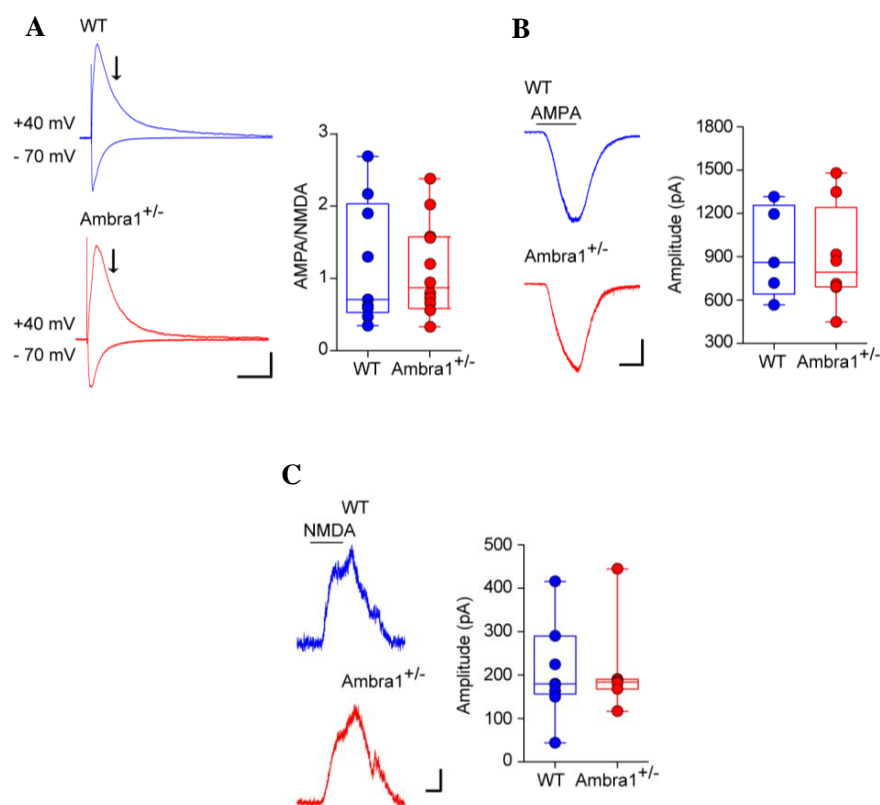 A
WT
+40 mV
- 70 mV
Ambra1+/-
+40 mV
- 70 mV
AMPA/NMDA
3
2
1
0
WT
Ambra1+/-
B
WT
AMPA
Ambra1+/-
Amplitude (pA)
1800
1500
1200
900
600
300
WT
Ambra1+/-
C
WT
NMDA
Ambra1+/-
Amplitude (pA)
500
400
300
200
100
0
WT
Ambra1+/-